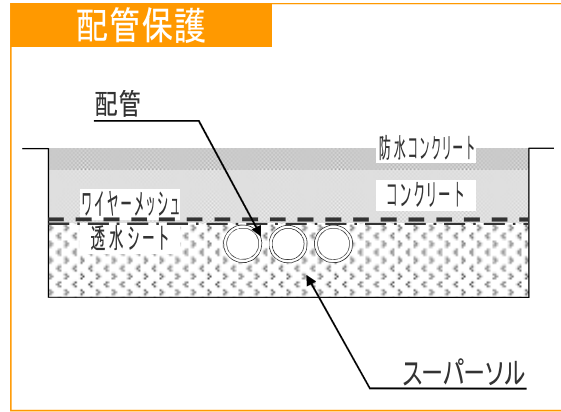 配管保護
配管
防水コンクリート
コンクリート
ワイヤーメッシュ
透水シート
スーパーソル